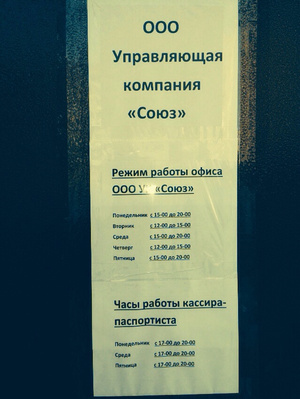 ООО
Управляющая
компания
«Союз»
Режим работы офиса
ООО УК «Союз»
Понедельник с 15-00 до 20-00
Вторник с 12-00 до 15-00
Среда с 15-00 до 20-00
Четверг с 12-00 до 15-00
Пятница с 15-00 до 20-00
Часы работы кассира-
паспортиста
Понедельник с 17-00 до 20-00
Среда с 17-00 до 20-00
Пятница с 17-00 до 20-00